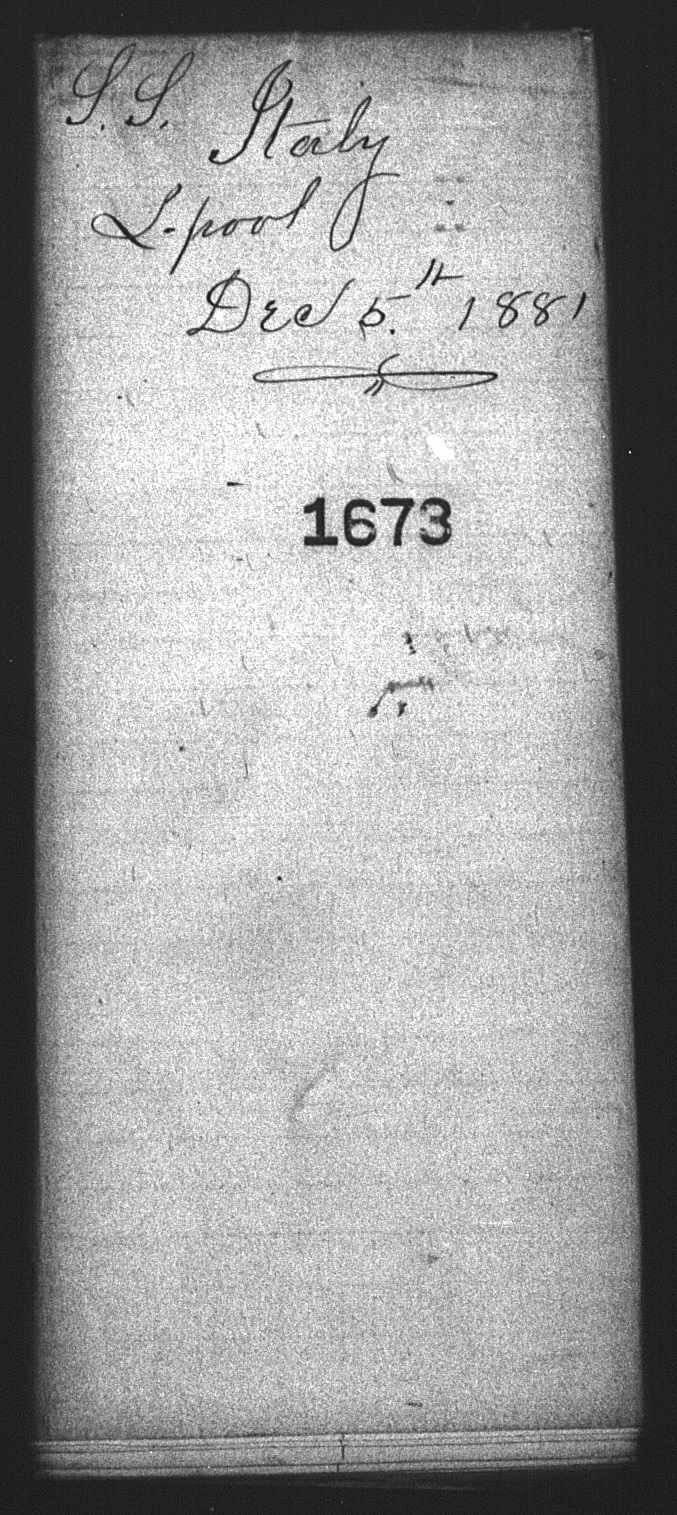 S.S. Italy
L-pool
Dec 5th 1881
1673